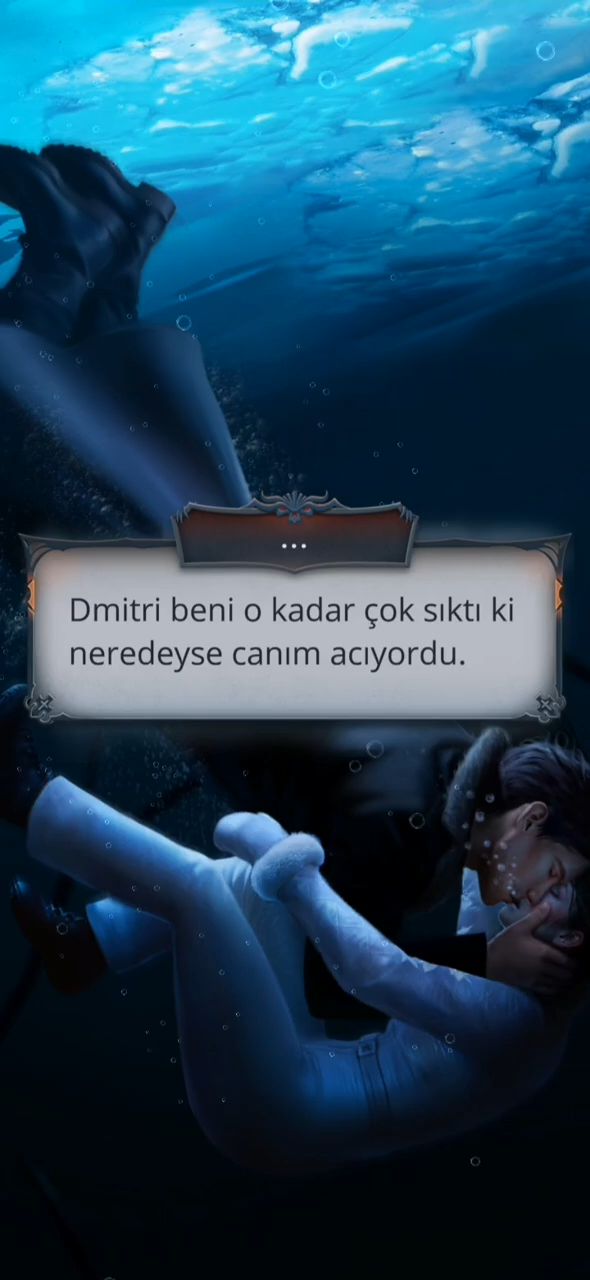 ...
Dmitri beni o kadar çok sıktı ki
neredeyse canım acıyordu.